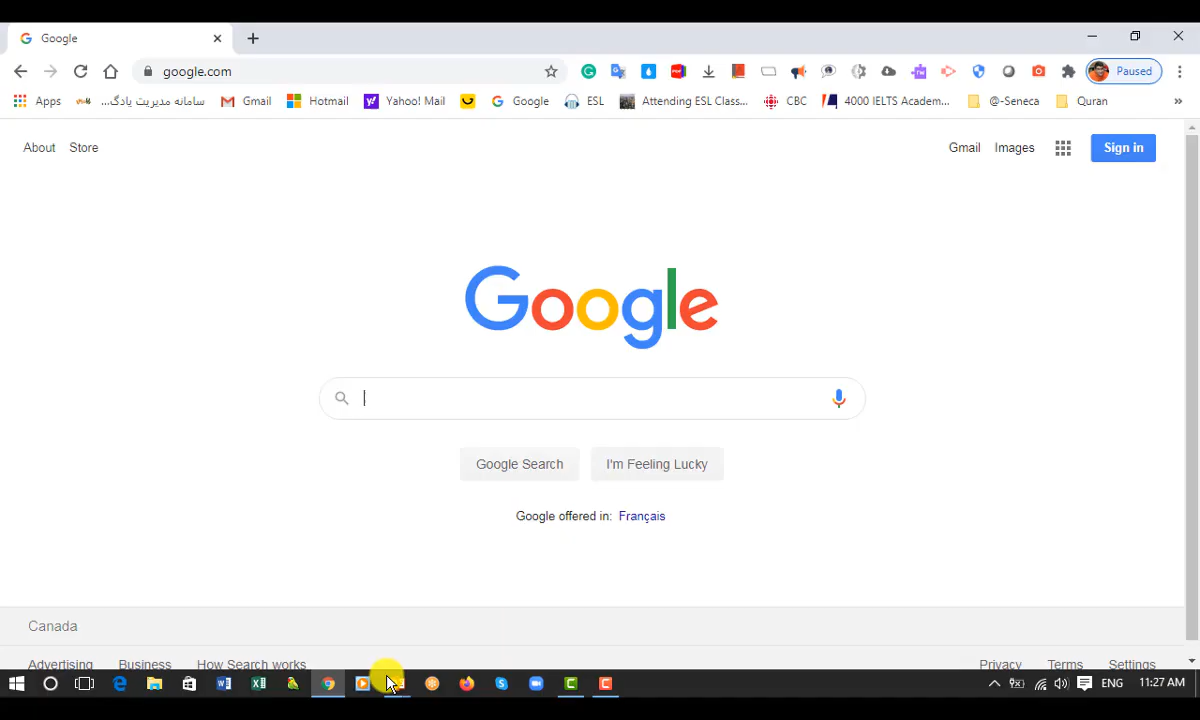 Google
google.com
Paused
Apps
سامانه مدیریت یادگ...
Gmail
Hotmail
Yahoo! Mail
Google
ESL
Attending ESL Class...
CBC
4000 IELTS Academ...
@-Seneca
Quran
About
Store
Gmail
Images
Sign in
Google
Google Search
I'm Feeling Lucky
Google offered in: Français
Canada
Advertising
Business
How Search works
Privacy
Terms
Settings
ENG
11:27 AM